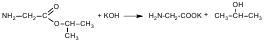 OH
O
NH₂—CH₂—C + KOH ⟶ H₂N-CH₂-COOK + CH₃—CH—CH₃
O—CH—CH₃
CH₃